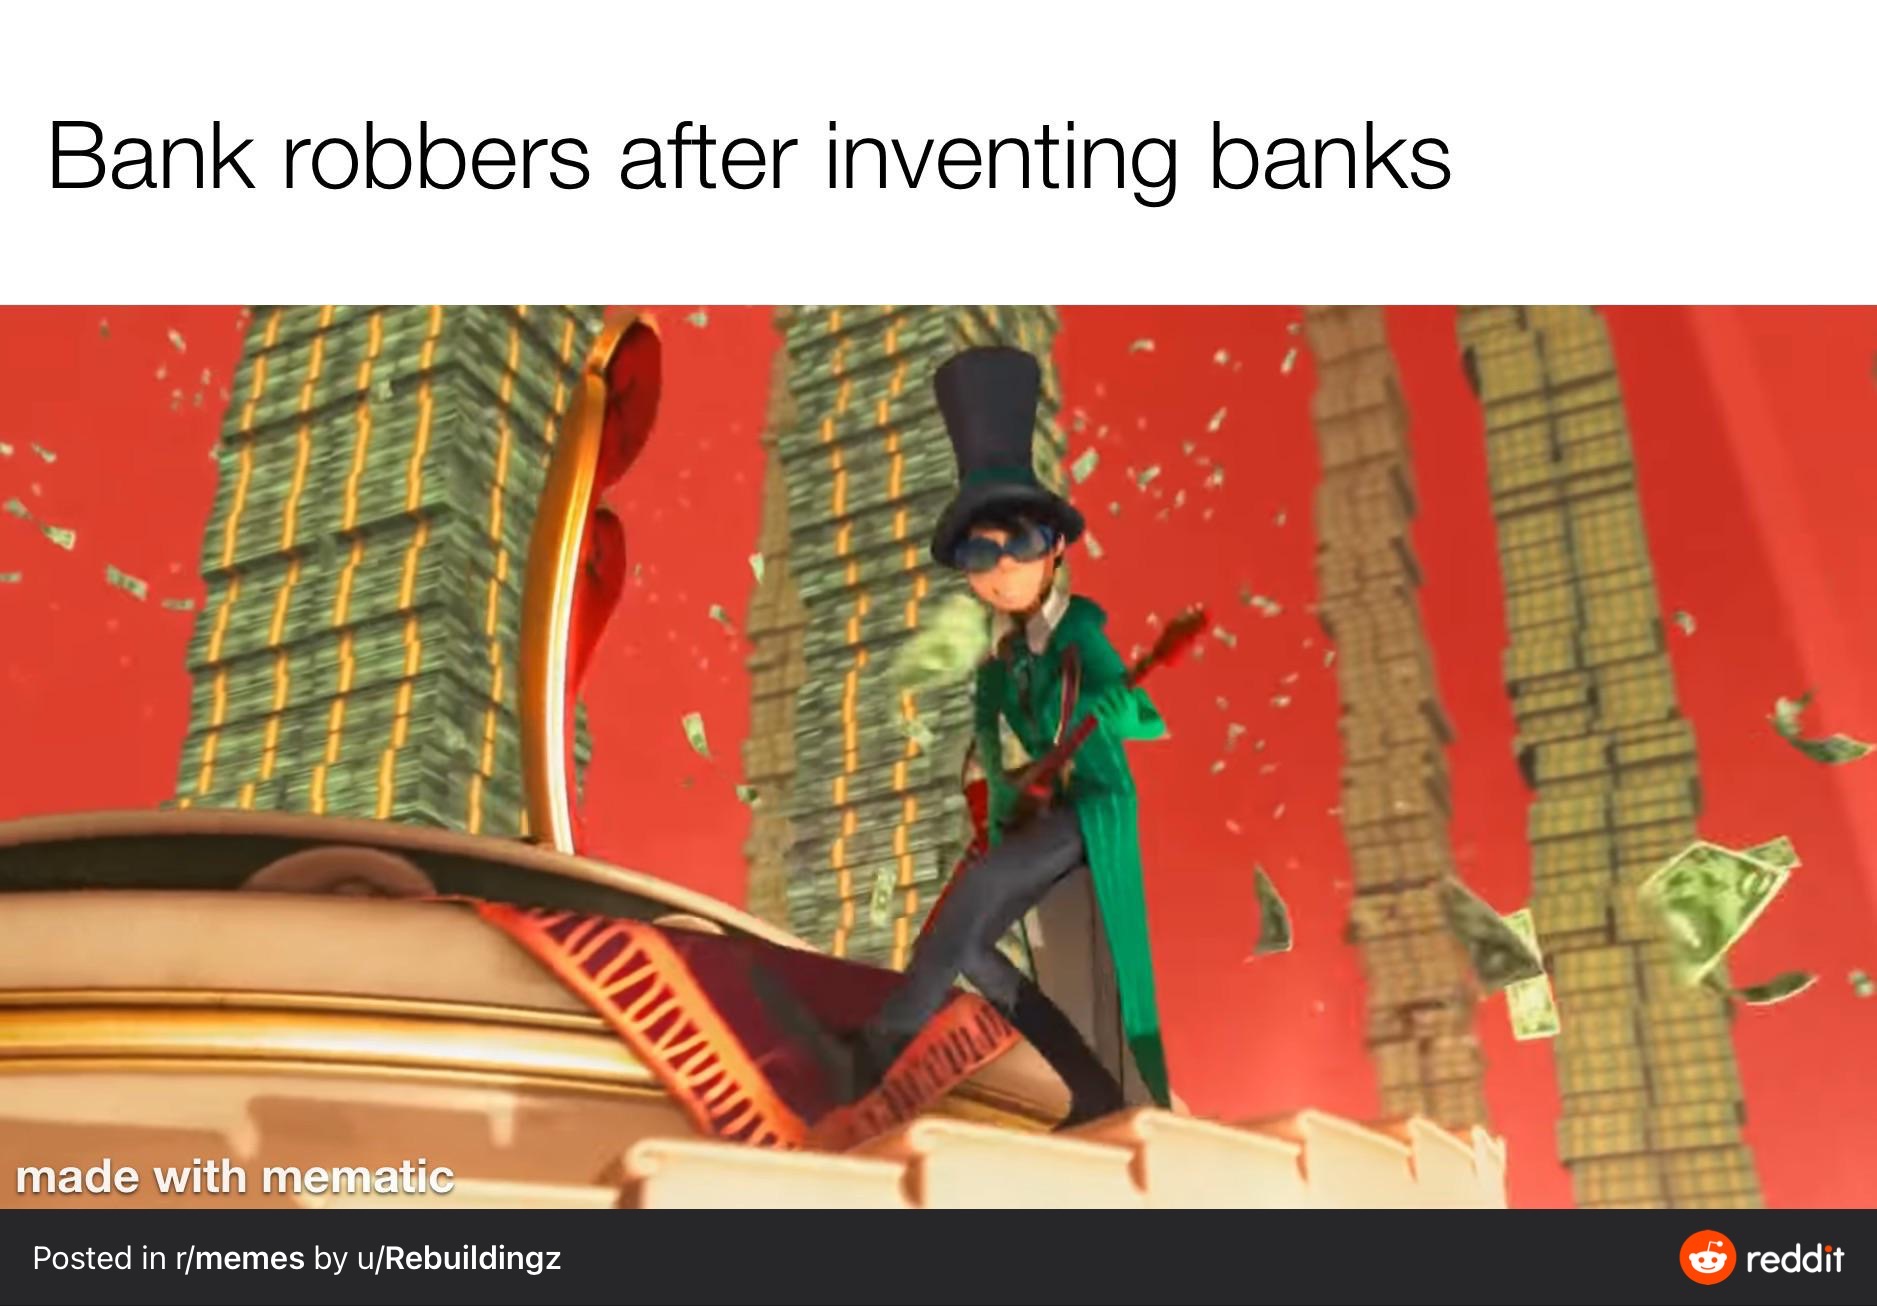 Bank robbers after inventing banks
made with mematic
Posted in r/memes by u/Rebuildingz
reddit